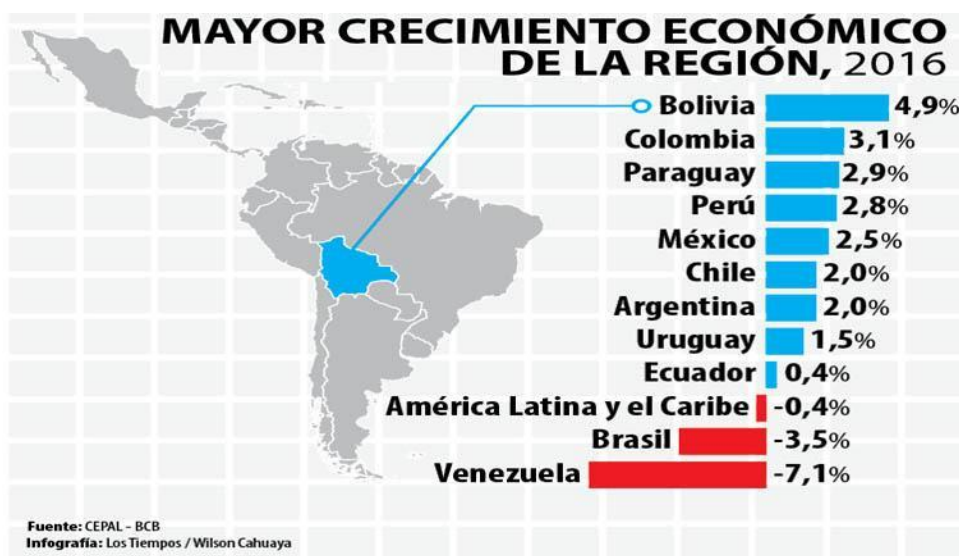 MAYOR CRECIMIENTO ECONÓMICO
DE LA REGIÓN, 2016
Bolivia 4,9%
Colombia 3,1%
Paraguay 2,9%
Perú 2,8%
México 2,5%
Chile 2,0%
Argentina 2,0%
Uruguay 1,5%
Ecuador 0,4%
América Latina y el Caribe -0,4%
Brasil -3,5%
Venezuela -7,1%
Fuente: CEPAL - BCB
Infografía: Los Tiempos / Wilson Cahuaya